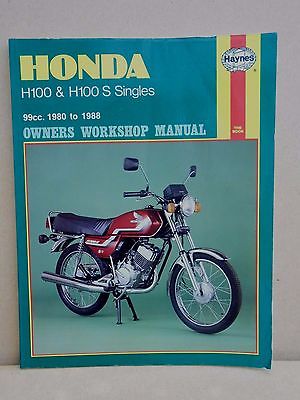 HONDA
Haynes
H100 & H100 S Singles
99cc. 1980 to 1988
OWNERS WORKSHOP MANUAL